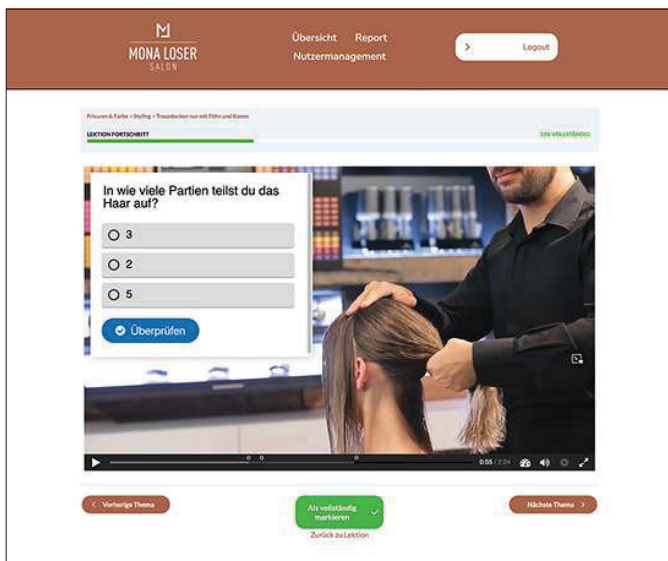 MONA LOSER
SALON
Übersicht Report
Nutzermanagement
> Logout
Frisuren & Farbe > Styling > Traumlocken nur mit Föhn und Kamm
LEKTION FORTSCHRITT
33% VOLLSTÄNDIG
In wie viele Partien teilst du das
Haar auf?
3
2
5
Überprüfen
0:55 / 2:24
< Vorherige Thema
Als vollständig
markieren
Nächste Thema >
Zurück zu Lektion